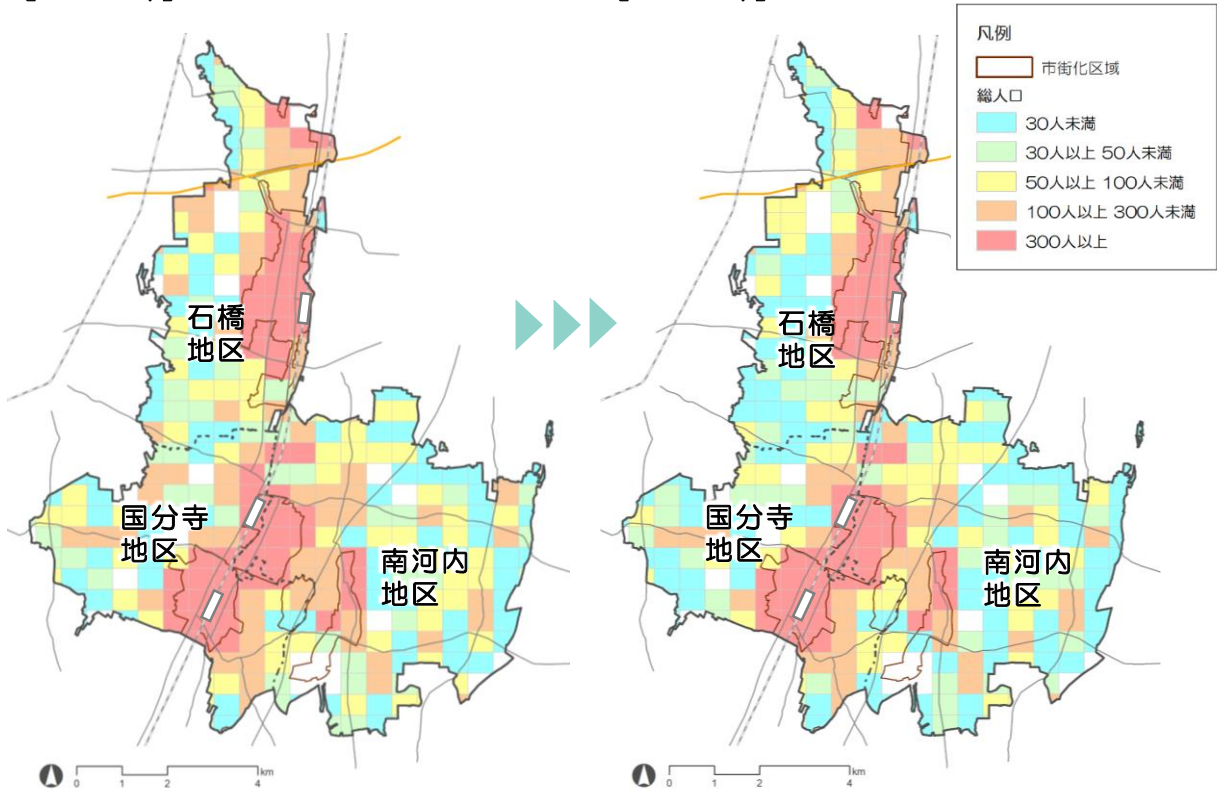 凡例
市街化区域
総人口
30人未満
30人以上 50人未満
50人以上 100人未満
100人以上 300人未満
300人以上
石橋
地区
国分寺
地区
南河内
地区
0 1 2 4
km
石橋
地区
国分寺
地区
南河内
地区
0 1 2 4
km